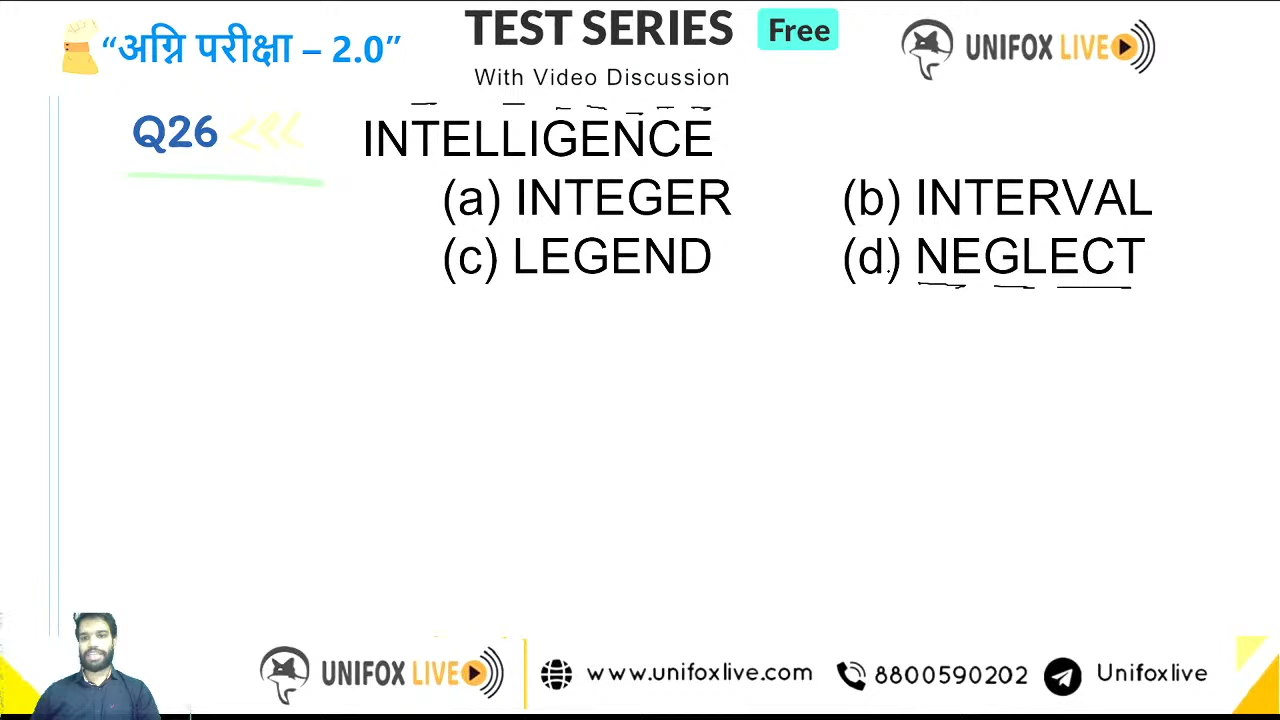 “अग्नि परीक्षा – 2.0”
TEST SERIES Free
With Video Discussion
UNIFOX LIVE
Q26 <<<
INTELLIGENCE
(a) INTEGER (b) INTERVAL
(c) LEGEND (d) NEGLECT
UNIFOX LIVE
www.unifoxlive.com
8800590202
Unifoxlive